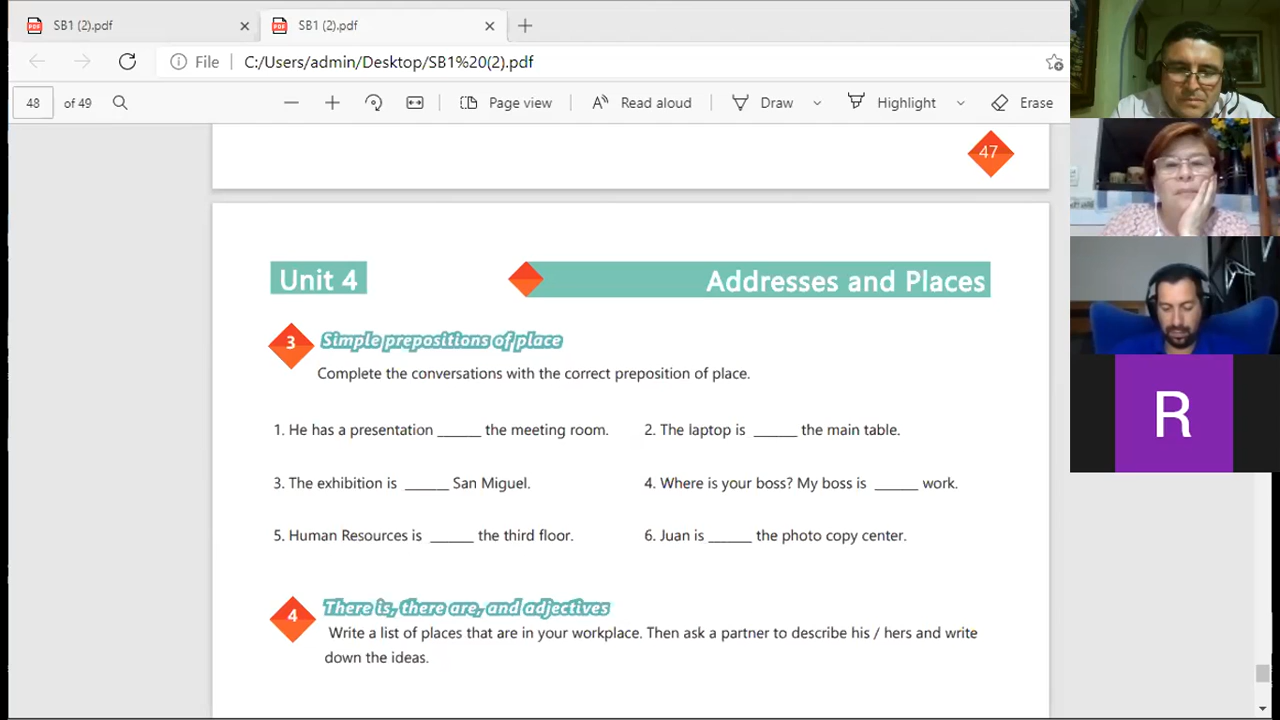 SB1 (2).pdf
SB1 (2).pdf
File
C:/Users/admin/Desktop/SB1%20(2).pdf
48 of 49
Page view
Read aloud
Draw
Highlight
Erase
47
Unit 4
Addresses and Places
3 Simple prepositions of place
Complete the conversations with the correct preposition of place.
1. He has a presentation ______ the meeting room.
2. The laptop is ______ the main table.
3. The exhibition is ______ San Miguel.
4. Where is your boss? My boss is ______ work.
5. Human Resources is ______ the third floor.
6. Juan is ______ the photo copy center.
4 There is, there are, and adjectives
Write a list of places that are in your workplace. Then ask a partner to describe his / hers and write
down the ideas.
R